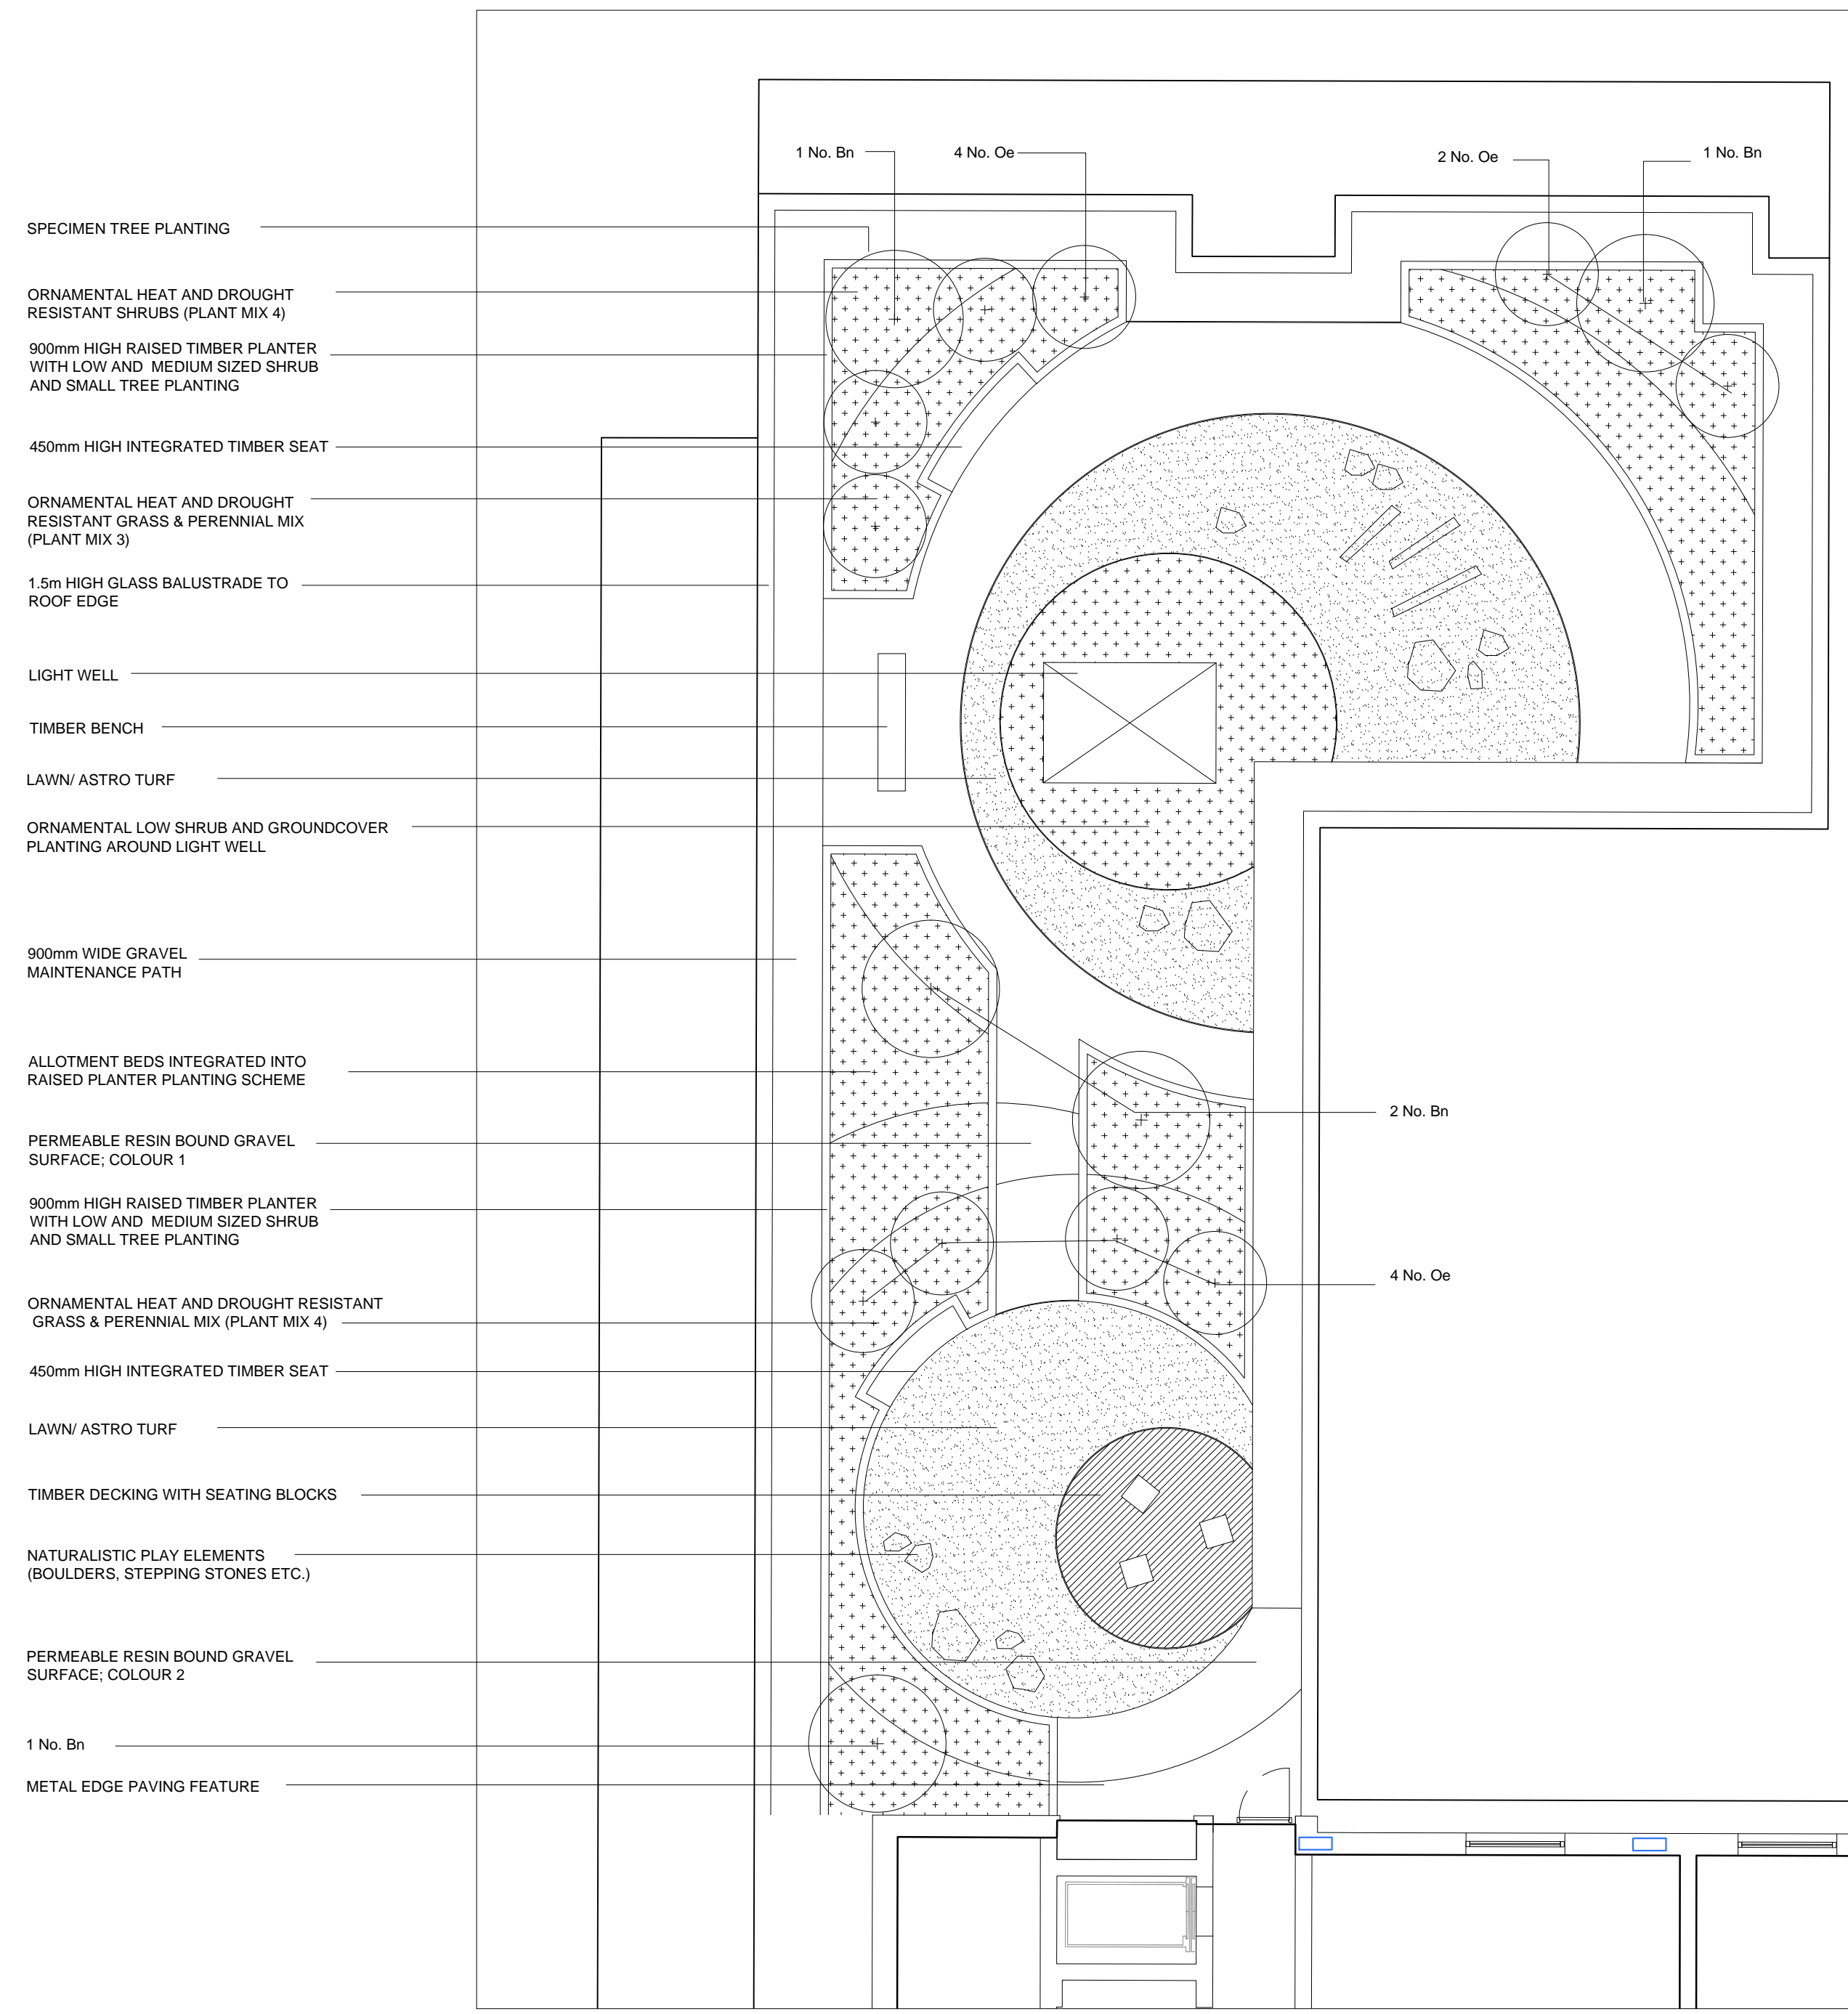 1 No. Bn
4 No. Oe
2 No. Oe
1 No. Bn
SPECIMEN TREE PLANTING
ORNAMENTAL HEAT AND DROUGHT
RESISTANT SHRUBS (PLANT MIX 4)
900mm HIGH RAISED TIMBER PLANTER
WITH LOW AND MEDIUM SIZED SHRUB
AND SMALL TREE PLANTING
450mm HIGH INTEGRATED TIMBER SEAT
ORNAMENTAL HEAT AND DROUGHT
RESISTANT GRASS & PERENNIAL MIX
(PLANT MIX 3)
1.5m HIGH GLASS BALUSTRADE TO
ROOF EDGE
LIGHT WELL
TIMBER BENCH
LAWN/ ASTRO TURF
ORNAMENTAL LOW SHRUB AND GROUNDCOVER
PLANTING AROUND LIGHT WELL
900mm WIDE GRAVEL
MAINTENANCE PATH
ALLOTMENT BEDS INTEGRATED INTO
RAISED PLANTER PLANTING SCHEME
2 No. Bn
PERMEABLE RESIN BOUND GRAVEL
SURFACE; COLOUR 1
900mm HIGH RAISED TIMBER PLANTER
WITH LOW AND MEDIUM SIZED SHRUB
AND SMALL TREE PLANTING
4 No. Oe
ORNAMENTAL HEAT AND DROUGHT RESISTANT
GRASS & PERENNIAL MIX (PLANT MIX 4)
450mm HIGH INTEGRATED TIMBER SEAT
LAWN/ ASTRO TURF
TIMBER DECKING WITH SEATING BLOCKS
NATURALISTIC PLAY ELEMENTS
(BOULDERS, STEPPING STONES ETC.)
PERMEABLE RESIN BOUND GRAVEL
SURFACE; COLOUR 2
1 No. Bn
METAL EDGE PAVING FEATURE